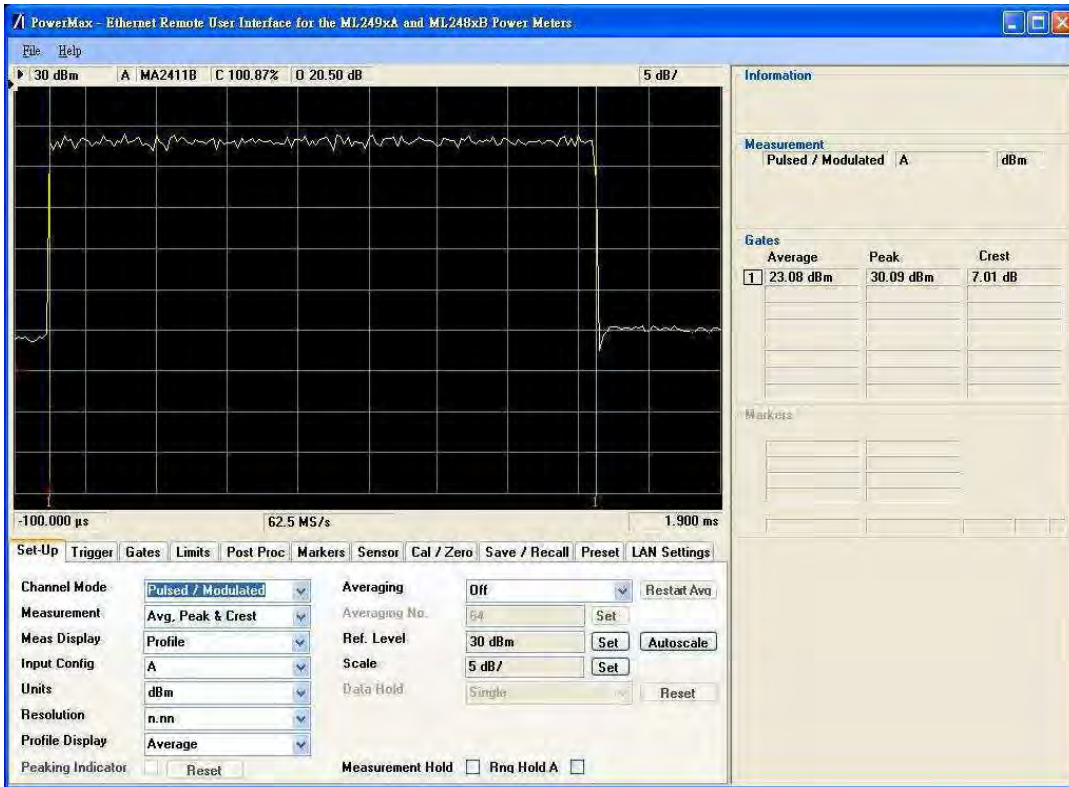 PowerMax - Ethernet Remote User Interface for the ML249xA and ML248xB Power Meters
File Help
30 dBm A MA2411B C 100.87% O 20.50 dB 5 dB/
1 1
-100.000 µs 62.5 MS/s 1.900 ms
Information
Measurement
Pulsed / Modulated A dBm
Gates
Average Peak Crest
1 23.08 dBm 30.09 dBm 7.01 dB
Markers
Set-Up Trigger Gates Limits Post Proc Markers Sensor Cal / Zero Save / Recall Preset LAN Settings
Channel Mode Pulsed / Modulated Averaging Off Restart Avg
Measurement Avg, Peak & Crest Averaging No. 64 Set
Meas Display Profile Ref. Level 30 dBm Set Autoscale
Input Config A Scale 5 dB/ Set
Units dBm Data Hold Single Reset
Resolution n.nn
Profile Display Average
Peaking Indicator Reset Measurement Hold Rng Hold A